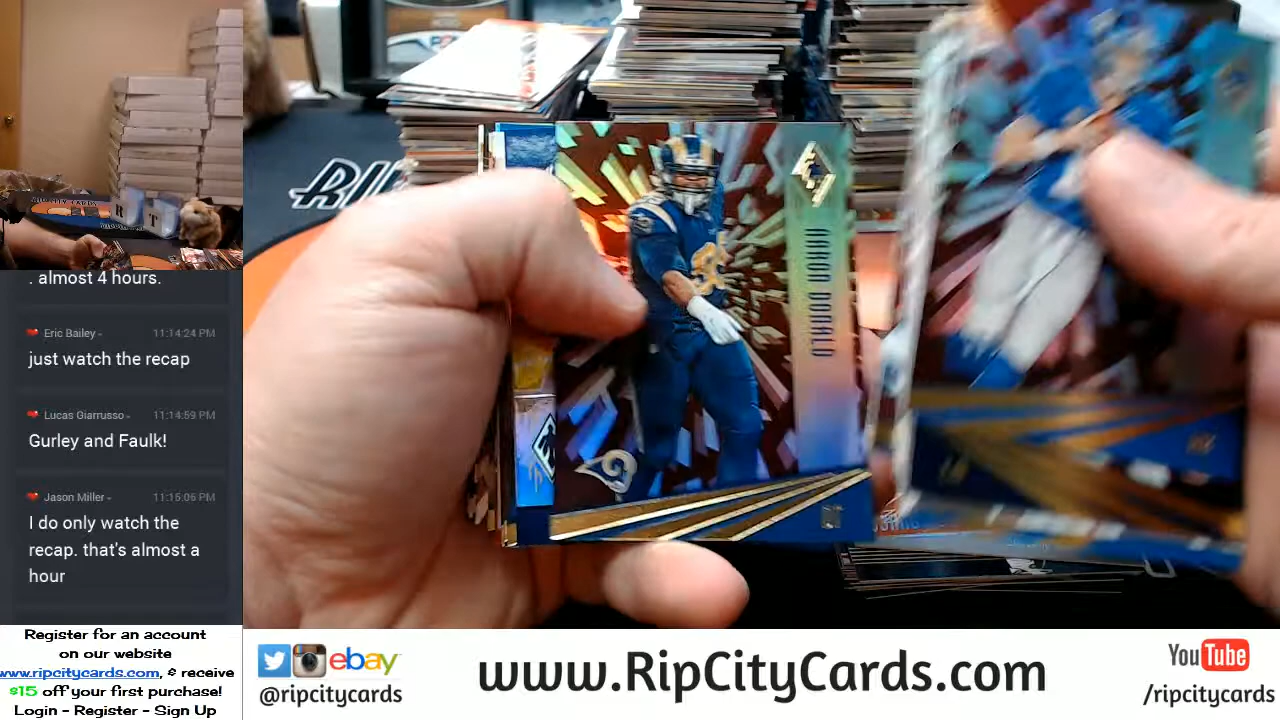 . almost 4 hours.
Eric Bailey
11:14:24 PM
just watch the recap
Lucas Giarrusso
11:14:59 PM
Gurley and Faulk!
Jason Miller
11:15:06 PM
I do only watch the
recap. that's almost a
hour
Register for an account
on our website
www.ripcitycards.com, & receive
$15 off your first purchase!
Login - Register - Sign Up
AARON DONALD
ebay
@ripcitycards
www.RipCityCards.com
YouTube
/ripcitycards